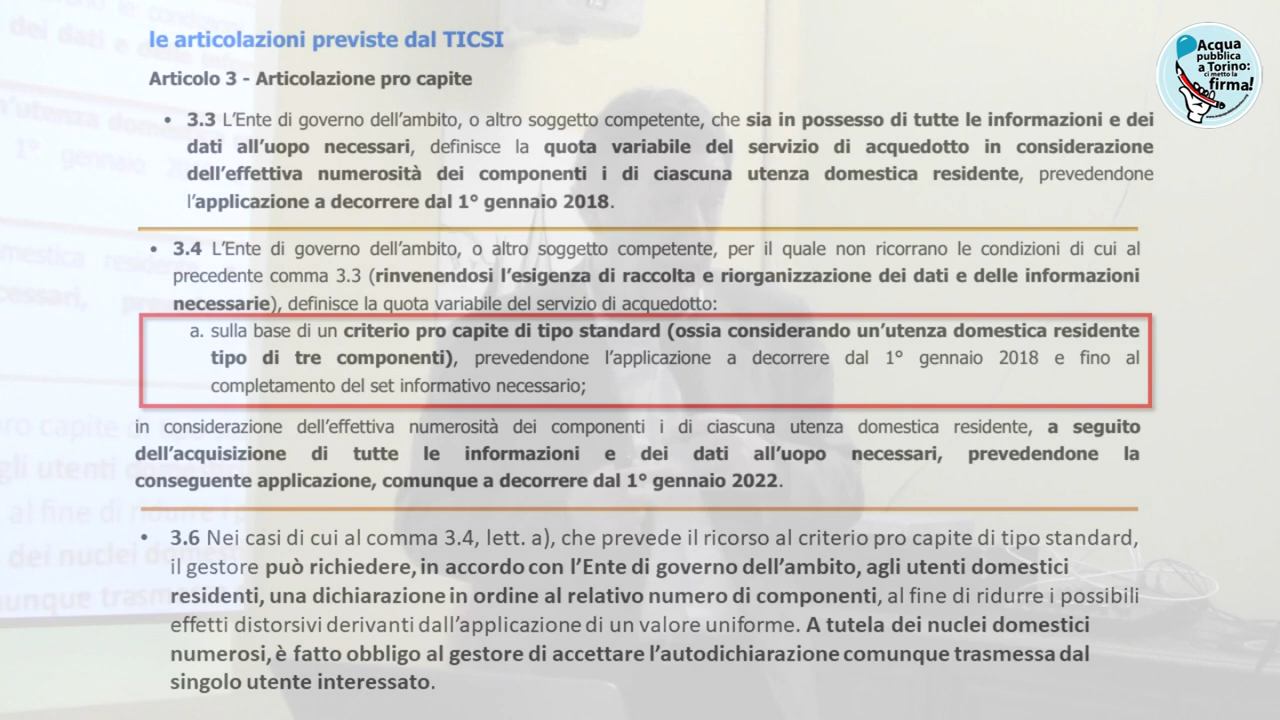 le articolazioni previste dal TICSI
Articolo 3 - Articolazione pro capite
• 3.3 L'Ente di governo dell'ambito, o altro soggetto competente, che sia in possesso di tutte le informazioni e dei
dati all'uopo necessari, definisce la quota variabile del servizio di acquedotto in considerazione
dell'effettiva numerosità dei componenti i di ciascuna utenza domestica residente, prevedendone
l'applicazione a decorrere dal 1° gennaio 2018.
• 3.4 L'Ente di governo dell'ambito, o altro soggetto competente, per il quale non ricorrano le condizioni di cui al
precedente comma 3.3 (rinvenendosi l'esigenza di raccolta e riorganizzazione dei dati e delle informazioni
necessarie), definisce la quota variabile del servizio di acquedotto:
a. sulla base di un criterio pro capite di tipo standard (ossia considerando un'utenza domestica residente
tipo di tre componenti), prevedendone l'applicazione a decorrere dal 1° gennaio 2018 e fino al
completamento del set informativo necessario;
in considerazione dell'effettiva numerosità dei componenti i di ciascuna utenza domestica residente, a seguito
dell'acquisizione di tutte le informazioni e dei dati all'uopo necessari, prevedendone la
conseguente applicazione, comunque a decorrere dal 1° gennaio 2022.
• 3.6 Nei casi di cui al comma 3.4, lett. a), che prevede il ricorso al criterio pro capite di tipo standard,
il gestore può richiedere, in accordo con l'Ente di governo dell'ambito, agli utenti domestici
residenti, una dichiarazione in ordine al relativo numero di componenti, al fine di ridurre i possibili
effetti distorsivi derivanti dall'applicazione di un valore uniforme. A tutela dei nuclei domestici
numerosi, è fatto obbligo al gestore di accettare l'autodichiarazione comunque trasmessa dal
singolo utente interessato.
Acqua
pubblica
a Torino:
ci metto la
firma!